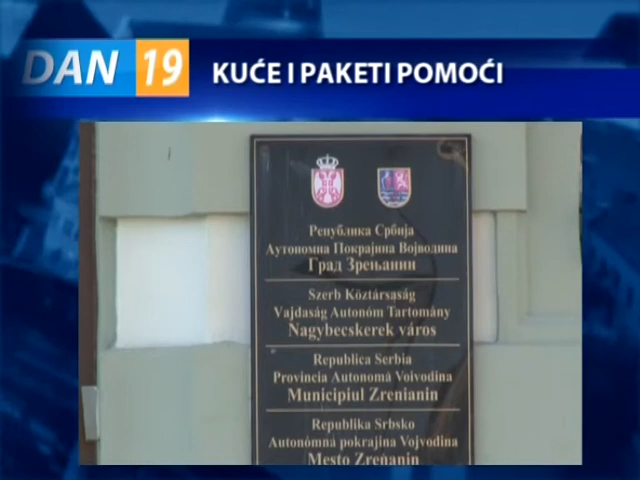 DAN 19
KUĆE I PAKETI POMOĆI
Република Србија
Аутономна Покрајина Војводина
Град Зрењанин
Szerb Köztársaság
Vajdaság Autonóm Tartomány
Nagybecskerek város
Republica Serbia
Provincia Autonomă Voivodina
Municipiul Zrenianin
Republika Srbsko
Autonómna pokrajina Vojvodina
Mesto Zreňanin